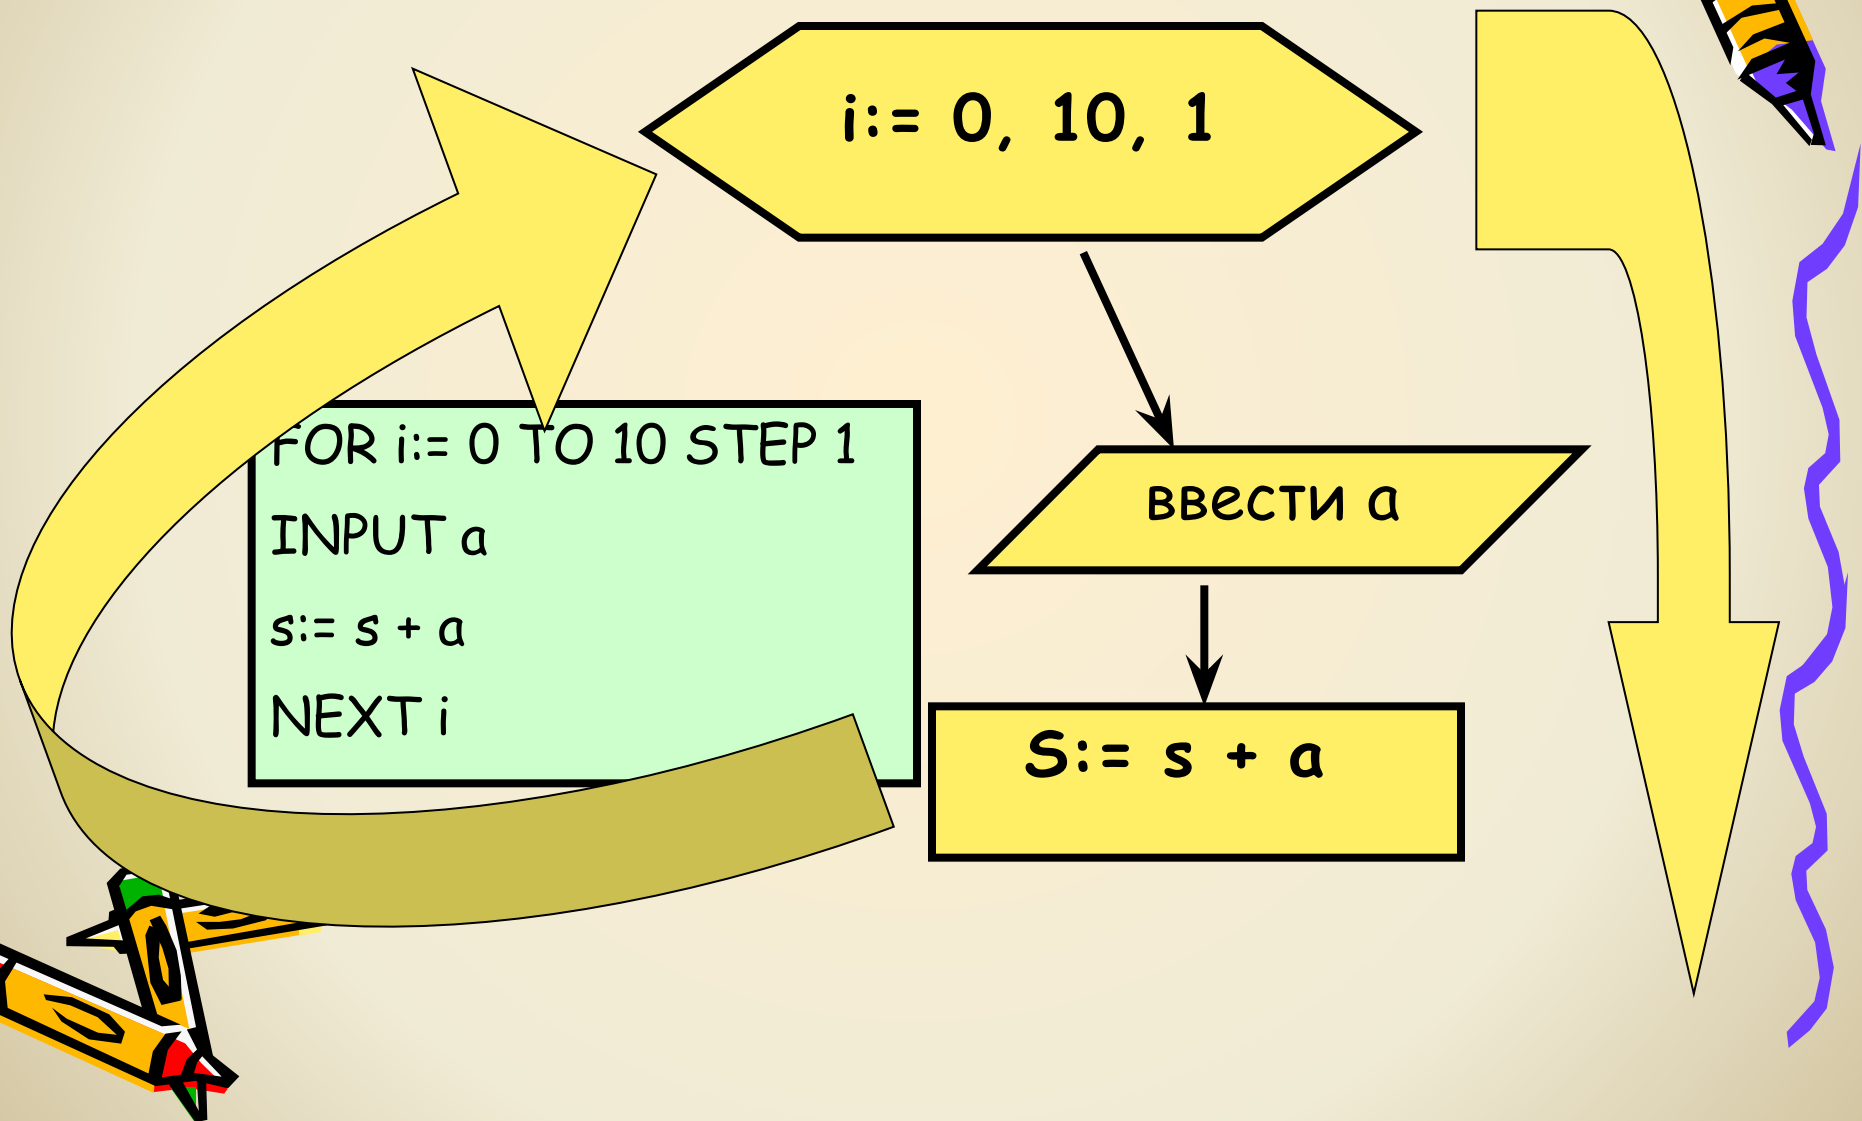 i:= 0, 10, 1
FOR i:= 0 TO 10 STEP 1
INPUT a
s:= s + a
NEXT i
ввести а
S:= s + a